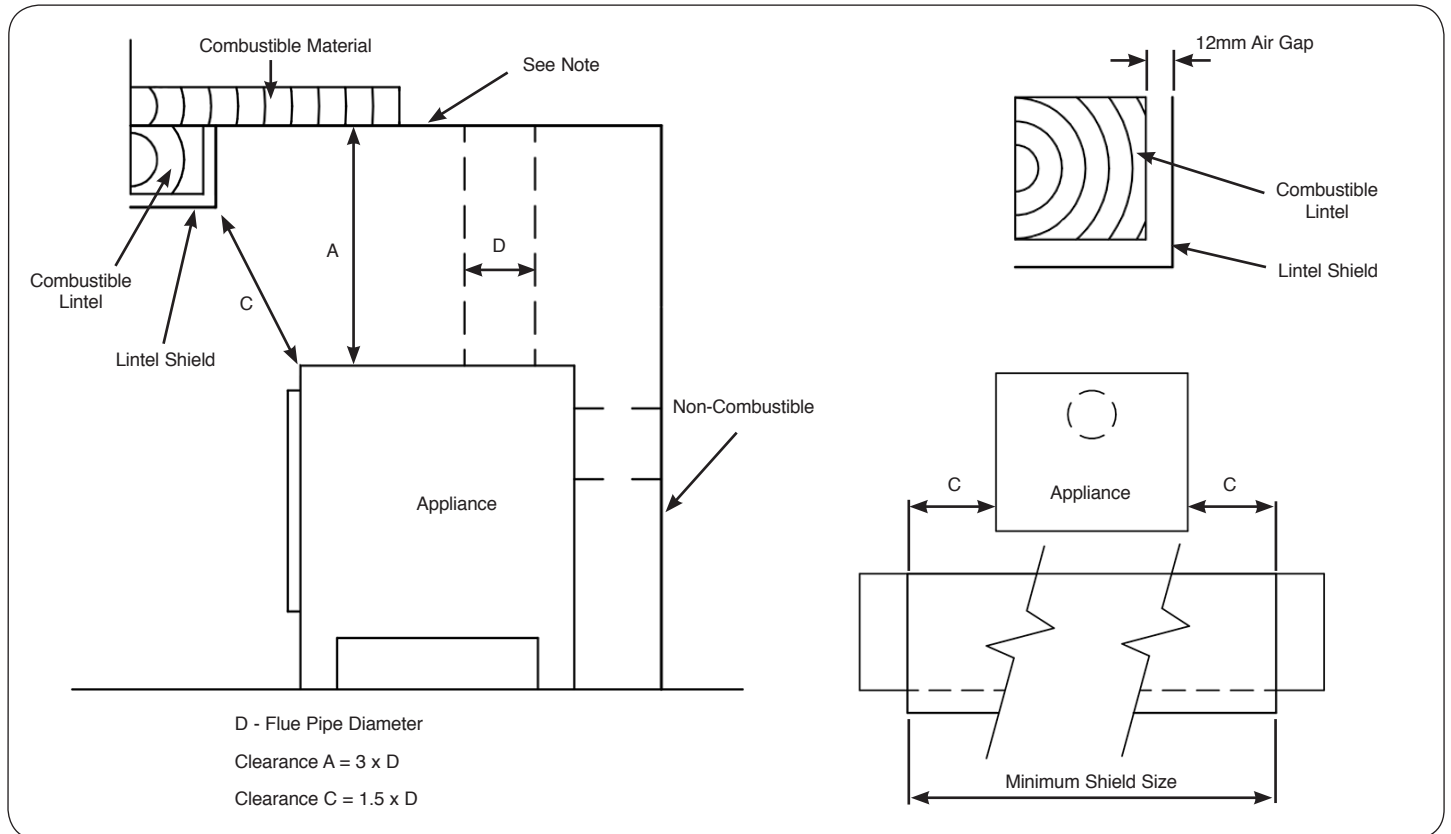 Combustible Material
See Note
A
D
C
Combustible
Lintel
Lintel Shield
Non-Combustible
Appliance
D - Flue Pipe Diameter
Clearance A = 3 x D
Clearance C = 1.5 x D
12mm Air Gap
Combustible
Lintel
Lintel Shield
C
Appliance
C
Minimum Shield Size